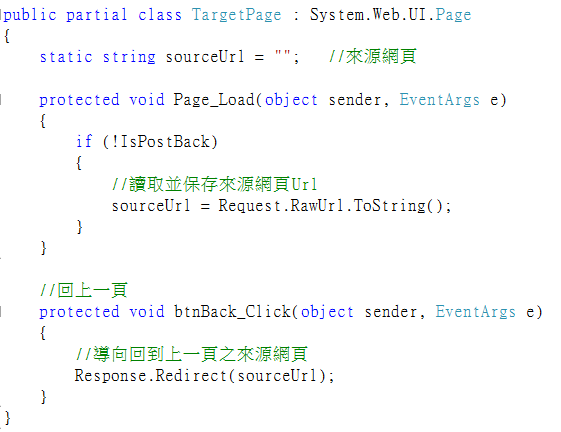 public partial class TargetPage : System.Web.UI.Page
{
static string sourceUrl = ""; //來源網頁
protected void Page_Load(object sender, EventArgs e)
{
if (!IsPostBack)
{
//讀取並保存來源網頁Url
sourceUrl = Request.RawUrl.ToString();
}
}
//回上一頁
protected void btnBack_Click(object sender, EventArgs e)
{
//導向回到上一頁之來源網頁
Response.Redirect(sourceUrl);
}
}